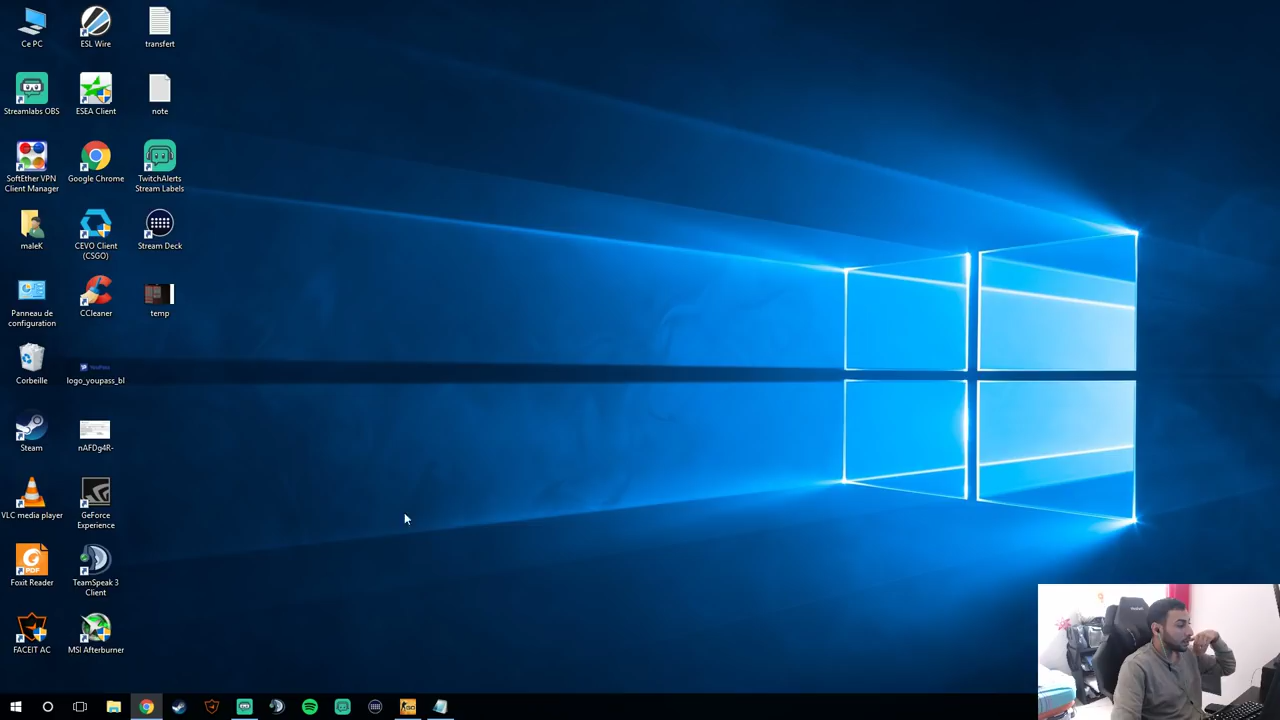 Ce PC
ESL Wire
transfert
Streamlabs OBS
ESEA Client
note
SoftEther VPN
Client Manager
Google Chrome
TwitchAlerts
Stream Labels
maleK
CEVO Client
(CSGO)
Stream Deck
Panneau de
configuration
CCleaner
temp
Corbeille
logo_youpass_bl
Steam
nAFDg4R-
VLC media player
GeForce
Experience
Foxit Reader
PDF
TeamSpeak 3
Client
FACEIT AC
MSI Afterburner
GO